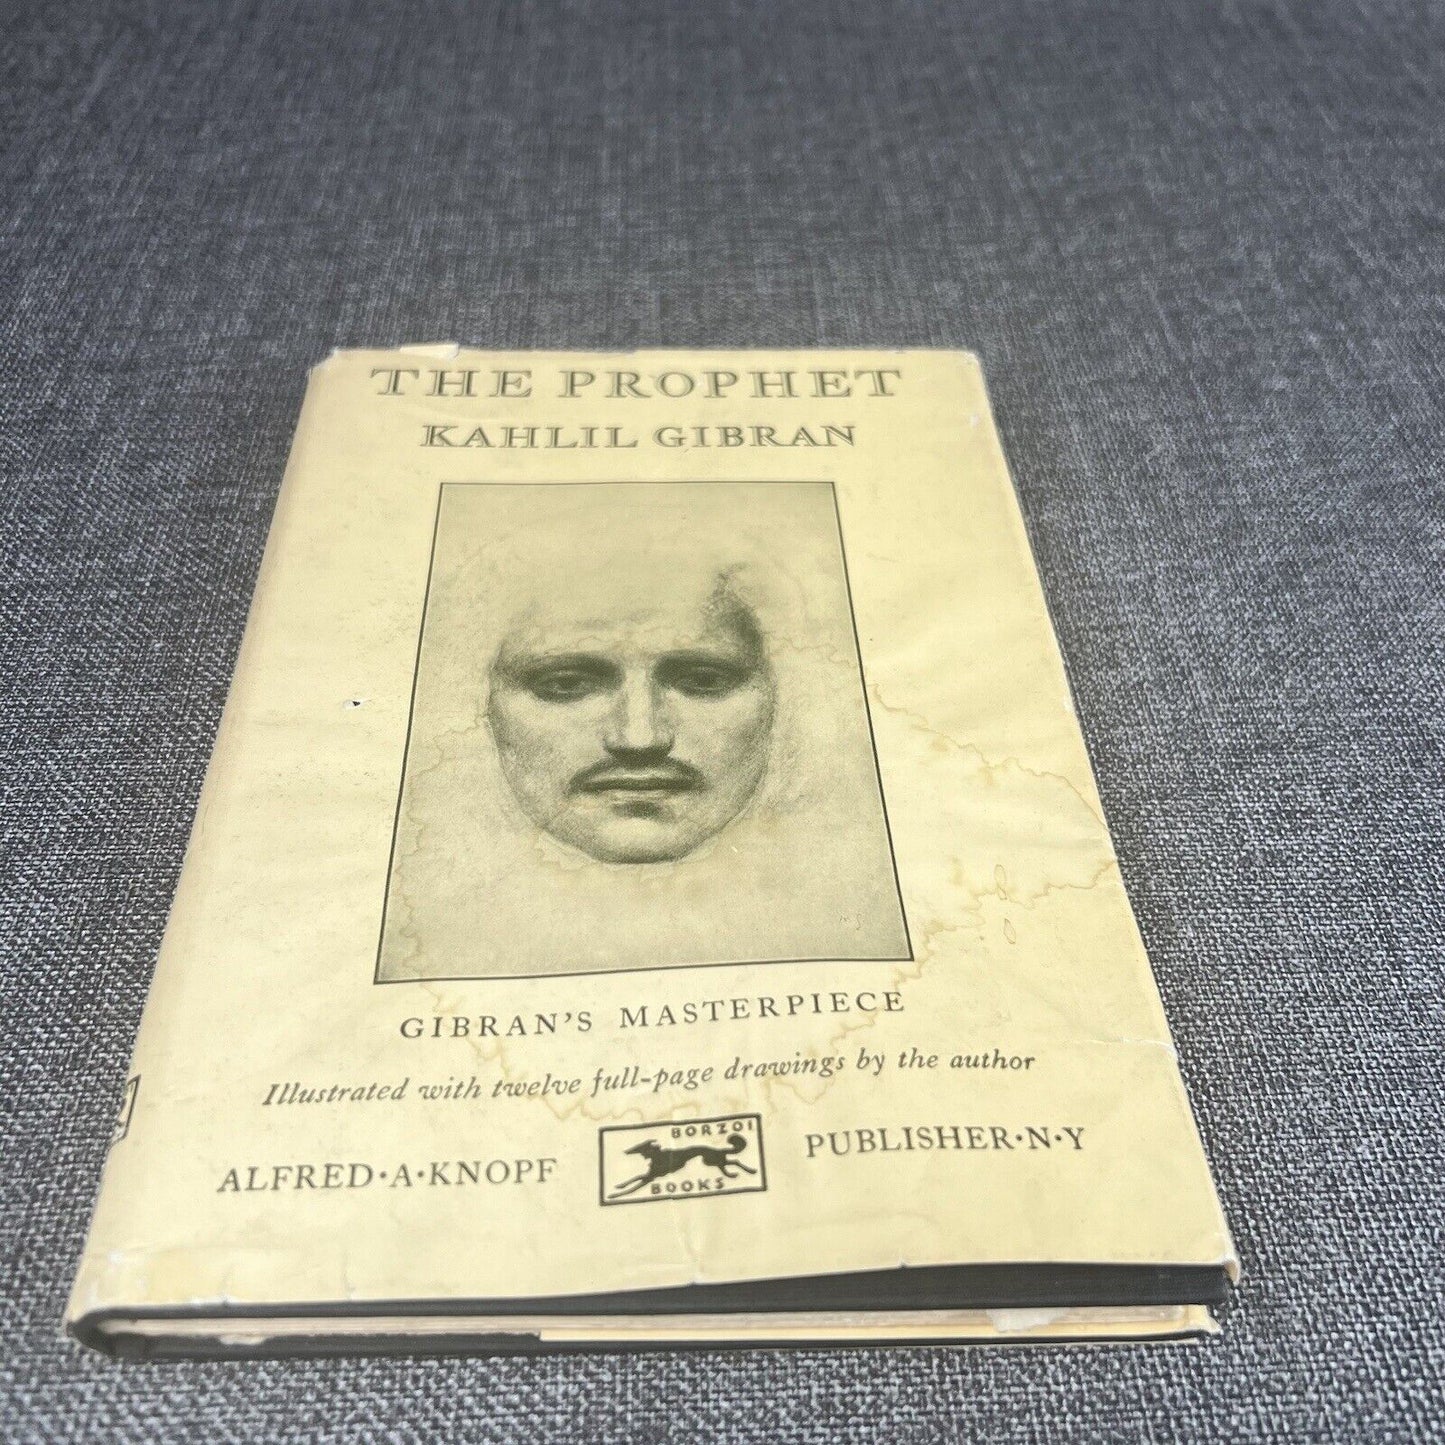 THE PROPHET
KAHLIL GIBRAN
GIBRAN'S MASTERPIECE
Illustrated with twelve full-page drawings by the author
ALFRED·A·KNOPF
BORZOI
BOOKS
PUBLISHER·N·Y